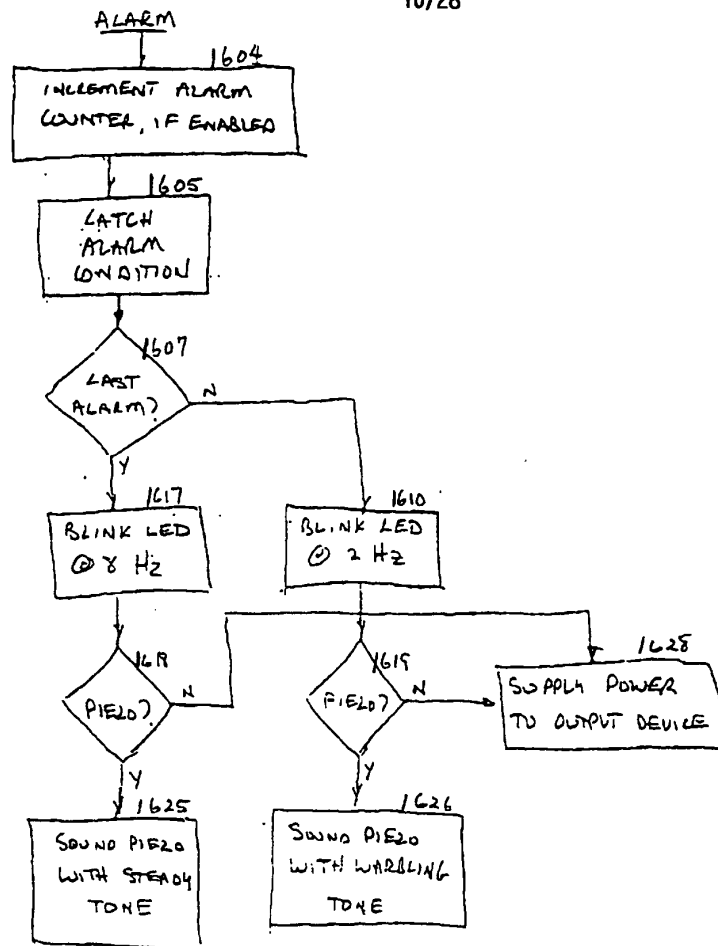 10/28
ALARM
1604
INCREMENT ALARM
COUNTER, IF ENABLED
1605
LATCH
ALARM
CONDITION
1607
LAST
ALARM?
N
Y
1617
BLINK LED
@ 8 Hz
1610
BLINK LED
@ 2 Hz
1618
PIEZO?
N
Y
1619
PIEZO?
N
Y
1628
SUPPLY POWER
TO OUTPUT DEVICE
1625
SOUND PIEZO
WITH STEADY
TONE
1626
SOUND PIEZO
WITH WARBLING
TONE